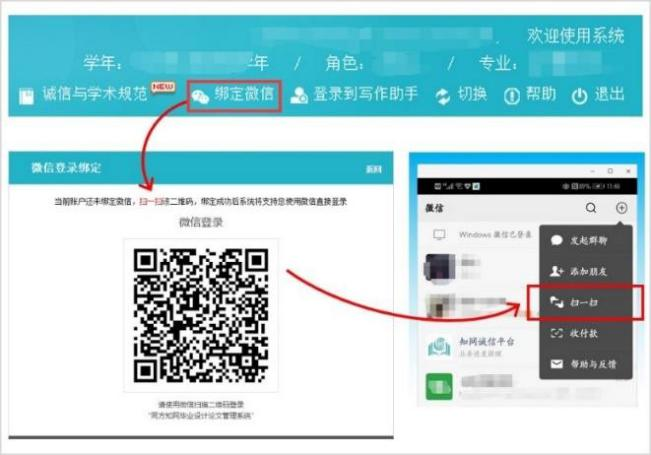 欢迎使用系统
学年： 年 / 角色： / 专业：
诚信与学术规范 NEW 绑定微信 登录到写作助手 切换 帮助 退出
微信登录绑定 返回
当前账户还未绑定微信，扫一扫该二维码，绑定成功后系统将支持您使用微信直接登录
微信登录
请使用微信扫描二维码登录
"同方知网毕业设计论文管理系统"
89% 11:46
微信
Windows 微信已登录
发起群聊
添加朋友
扫一扫
知网诚信平台
收付款
帮助与反馈